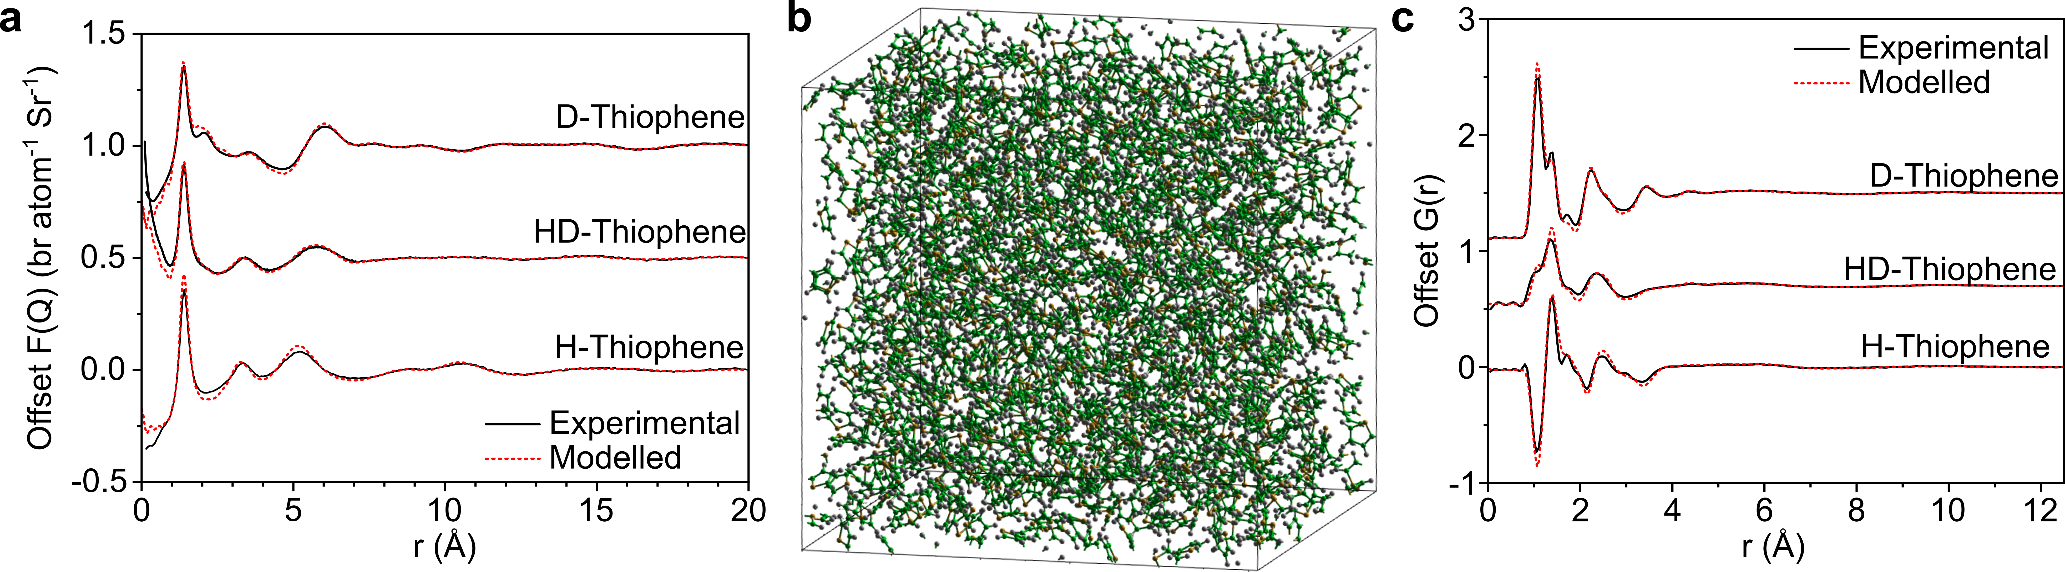 a
1.5
1.0
0.5
0.0
-0.5
Offset F(Q) (br atom⁻¹ Sr⁻¹)
D-Thiophene
HD-Thiophene
H-Thiophene
Experimental
Modelled
0 5 10 15 20
r (Å)
b
c
3
2
1
0
-1
Offset G(r)
Experimental
Modelled
D-Thiophene
HD-Thiophene
H-Thiophene
0 2 4 6 8 10 12
r (Å)